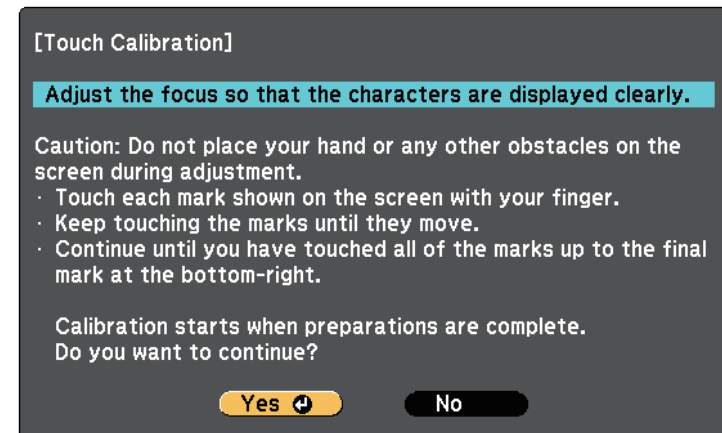 [Touch Calibration]
Adjust the focus so that the characters are displayed clearly.
Caution: Do not place your hand or any other obstacles on the
screen during adjustment.
· Touch each mark shown on the screen with your finger.
· Keep touching the marks until they move.
· Continue until you have touched all of the marks up to the final
mark at the bottom-right.
Calibration starts when preparations are complete.
Do you want to continue?
Yes No